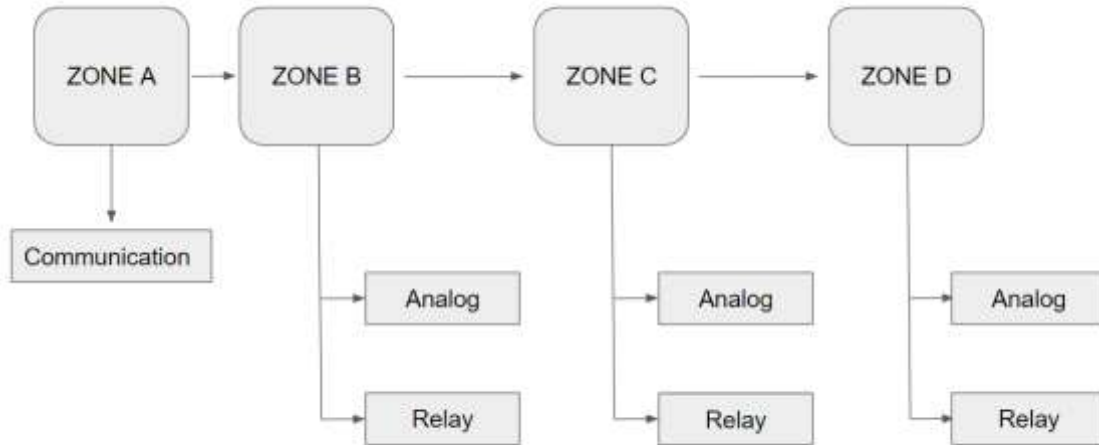 ZONE A
ZONE B
ZONE C
ZONE D
Communication
Analog
Analog
Analog
Relay
Relay
Relay